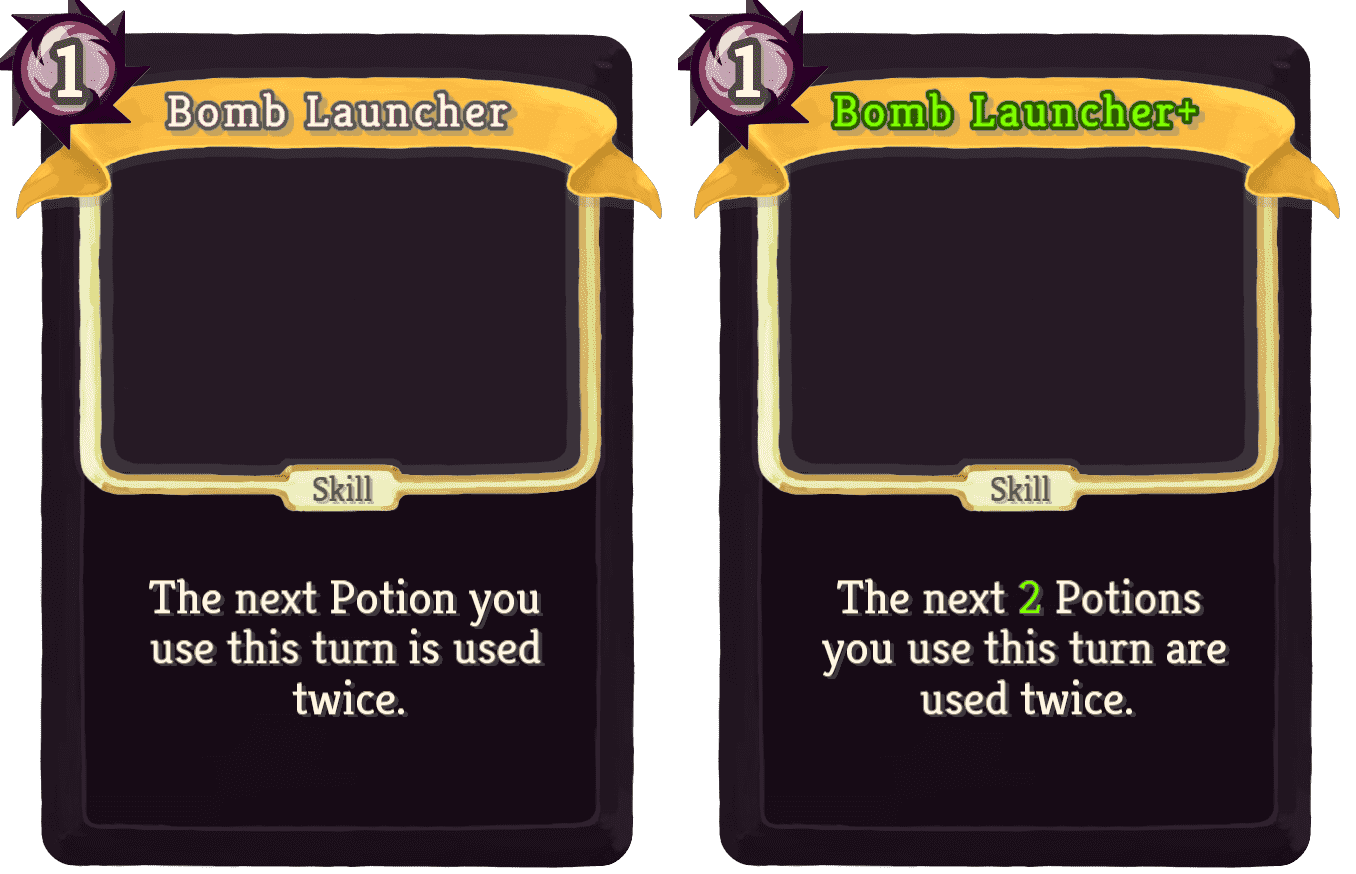 1
Bomb Launcher
Skill
The next Potion you
use this turn is used
twice.
1
Bomb Launcher+
Skill
The next 2 Potions
you use this turn are
used twice.